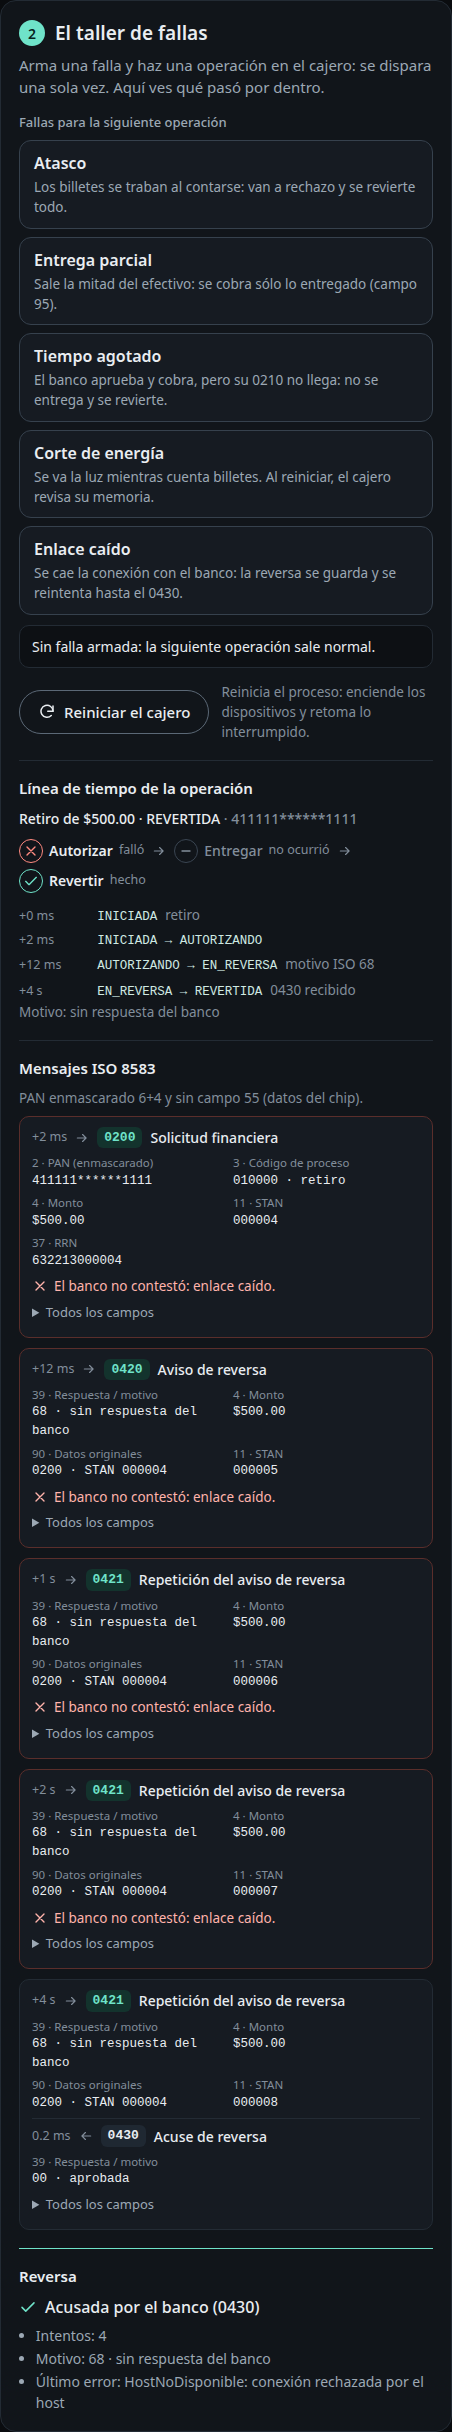 2 El taller de fallas
Arma una falla y haz una operación en el cajero: se dispara
una sola vez. Aquí ves qué pasó por dentro.
Fallas para la siguiente operación
Atasco
Los billetes se traban al contarse: van a rechazo y se revierte
todo.
Entrega parcial
Sale la mitad del efectivo: se cobra sólo lo entregado (campo
95).
Tiempo agotado
El banco aprueba y cobra, pero su 0210 no llega: no se
entrega y se revierte.
Corte de energía
Se va la luz mientras cuenta billetes. Al reiniciar, el cajero
revisa su memoria.
Enlace caído
Se cae la conexión con el banco: la reversa se guarda y se
reintenta hasta el 0430.
Sin falla armada: la siguiente operación sale normal.
Reiniciar el cajero
Reinicia el proceso: enciende los
dispositivos y retoma lo
interrumpido.
Línea de tiempo de la operación
Retiro de $500.00 · REVERTIDA · 411111******1111
Autorizar falló → Entregar no ocurrió →
Revertir hecho
+0 ms INICIADA retiro
+2 ms INICIADA → AUTORIZANDO
+12 ms AUTORIZANDO → EN_REVERSA motivo ISO 68
+4 s EN_REVERSA → REVERTIDA 0430 recibido
Motivo: sin respuesta del banco
Mensajes ISO 8583
PAN enmascarado 6+4 y sin campo 55 (datos del chip).
+2 ms → 0200 Solicitud financiera
2 · PAN (enmascarado) 3 · Código de proceso
411111******1111 010000 · retiro
4 · Monto 11 · STAN
$500.00 000004
37 · RRN
632213000004
El banco no contestó: enlace caído.
Todos los campos
+12 ms → 0420 Aviso de reversa
39 · Respuesta / motivo 4 · Monto
68 · sin respuesta del $500.00
banco
90 · Datos originales 11 · STAN
0200 · STAN 000004 000005
El banco no contestó: enlace caído.
Todos los campos
+1 s → 0421 Repetición del aviso de reversa
39 · Respuesta / motivo 4 · Monto
68 · sin respuesta del $500.00
banco
90 · Datos originales 11 · STAN
0200 · STAN 000004 000006
El banco no contestó: enlace caído.
Todos los campos
+2 s → 0421 Repetición del aviso de reversa
39 · Respuesta / motivo 4 · Monto
68 · sin respuesta del $500.00
banco
90 · Datos originales 11 · STAN
0200 · STAN 000004 000007
El banco no contestó: enlace caído.
Todos los campos
+4 s → 0421 Repetición del aviso de reversa
39 · Respuesta / motivo 4 · Monto
68 · sin respuesta del $500.00
banco
90 · Datos originales 11 · STAN
0200 · STAN 000004 000008
0.2 ms ← 0430 Acuse de reversa
39 · Respuesta / motivo
00 · aprobada
Todos los campos
Reversa
Acusada por el banco (0430)
• Intentos: 4
• Motivo: 68 · sin respuesta del banco
• Último error: HostNoDisponible: conexión rechazada por el
host